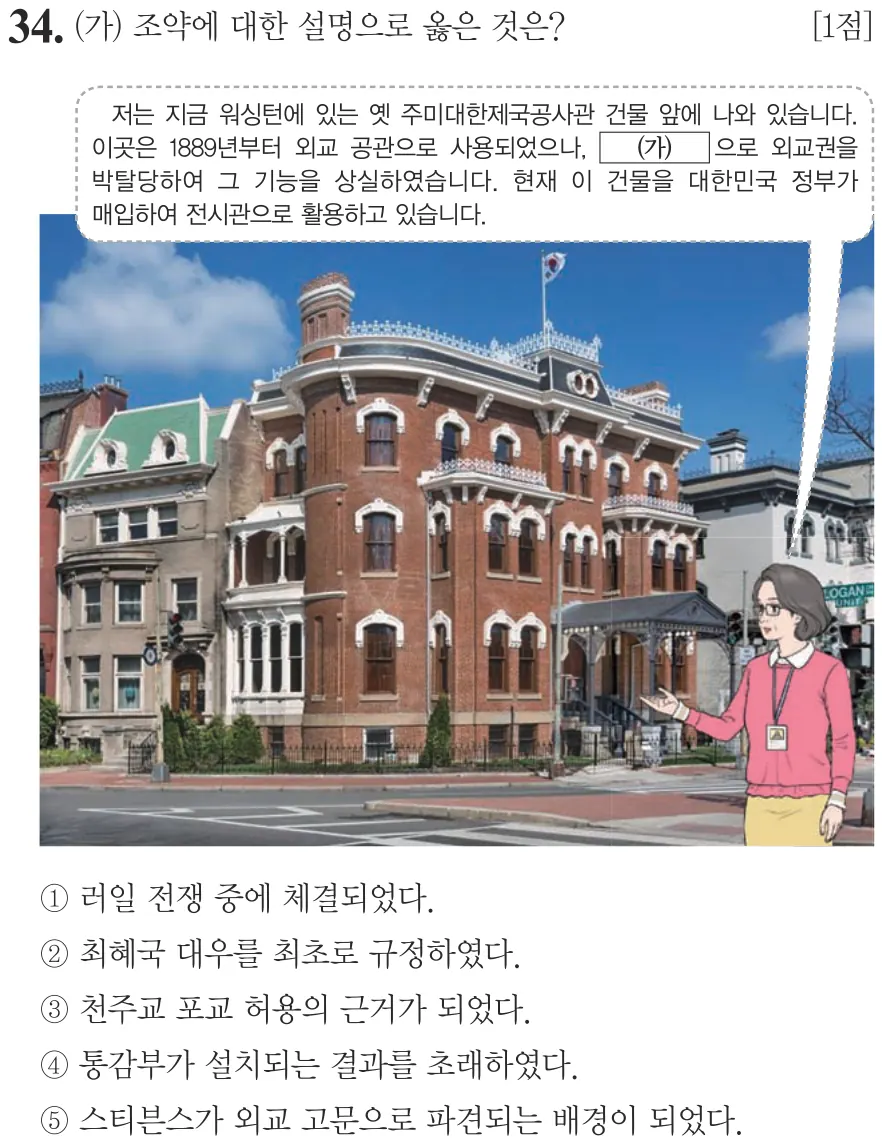 34. (가) 조약에 대한 설명으로 옳은 것은? [1점]
저는 지금 워싱턴에 있는 옛 주미대한제국공사관 건물 앞에 나와 있습니다.
이곳은 1889년부터 외교 공관으로 사용되었으나, (가) 으로 외교권을
박탈당하여 그 기능을 상실하였습니다. 현재 이 건물을 대한민국 정부가
매입하여 전시관으로 활용하고 있습니다.
LOGAN
① 러일 전쟁 중에 체결되었다.
② 최혜국 대우를 최초로 규정하였다.
③ 천주교 포교 허용의 근거가 되었다.
④ 통감부가 설치되는 결과를 초래하였다.
⑤ 스티븐스가 외교 고문으로 파견되는 배경이 되었다.